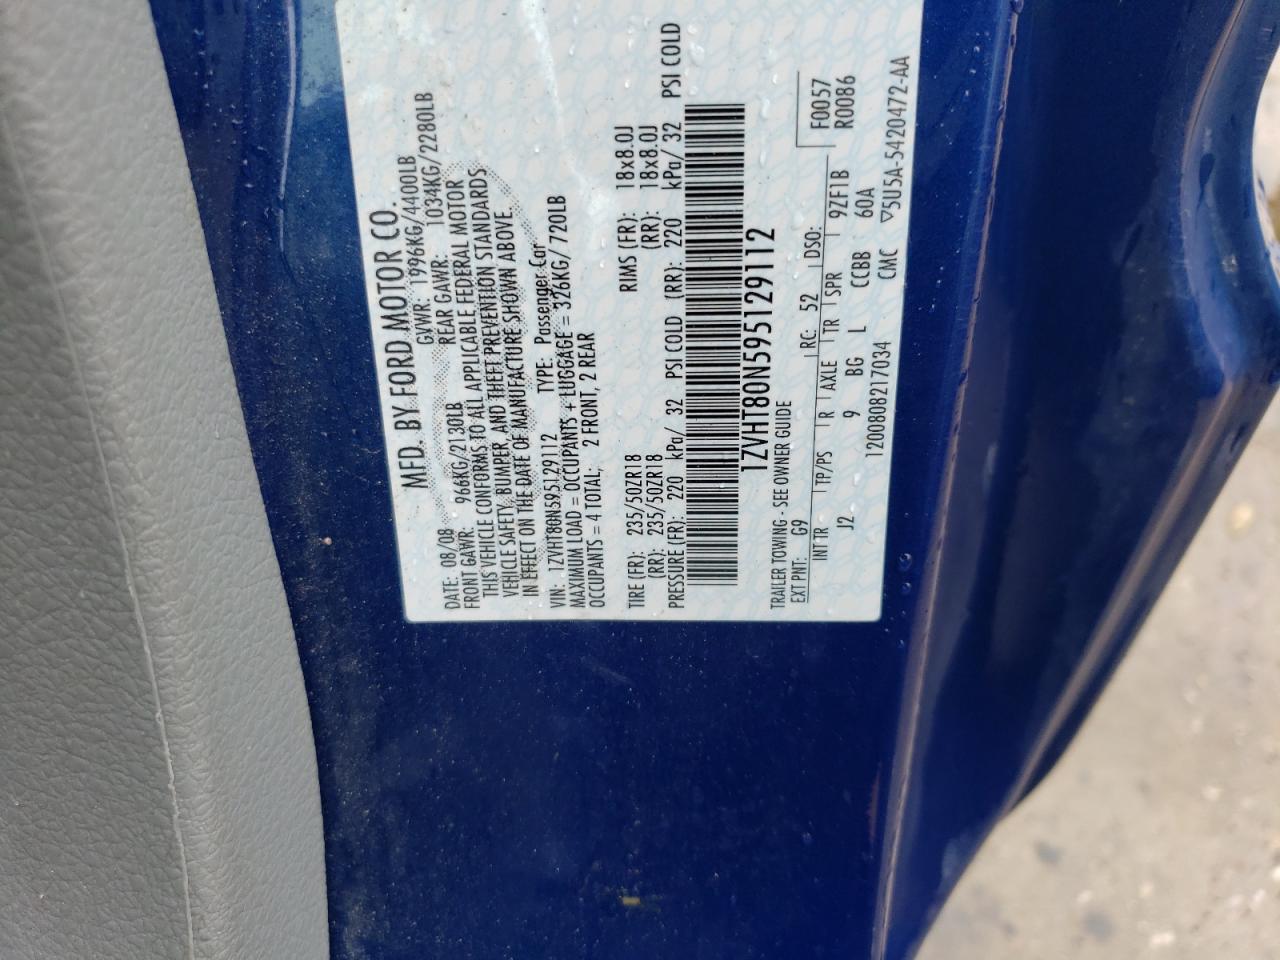 MFD. BY FORD MOTOR CO.
DATE: 08/08 GVWR: 1996KG/4400LB
FRONT GAWR: 966KG/2130LB REAR GAWR: 1034KG/2280LB
THIS VEHICLE CONFORMS TO ALL APPLICABLE FEDERAL MOTOR
VEHICLE SAFETY, BUMPER, AND THEFT PREVENTION STANDARDS
IN EFFECT ON THE DATE OF MANUFACTURE SHOWN ABOVE.
VIN: 1ZVHT80N595129112 TYPE: Passenger Car
MAXIMUM LOAD = OCCUPANTS + LUGGAGE = 326KG/ 720LB
OCCUPANTS = 4 TOTAL; 2 FRONT, 2 REAR
TIRE (FR): 235/50ZR18 RIMS (FR): 18x8.0J
(RR): 235/50ZR18 (RR): 18x8.0J
PRESSURE (FR): 220 kPa/ 32 PSI COLD (RR): 220 kPa/ 32 PSI COLD
1ZVHT80N595129112
TRAILER TOWING - SEE OWNER GUIDE
EXT PNT: G9 RC: 52 DSO: F0057
INT TR TP/PS R AXLE TR SPR 9ZF1B R0086
J2 9 BG L CCBB 60A
1200808217034 CMC ▽5U5A-5420472-AA